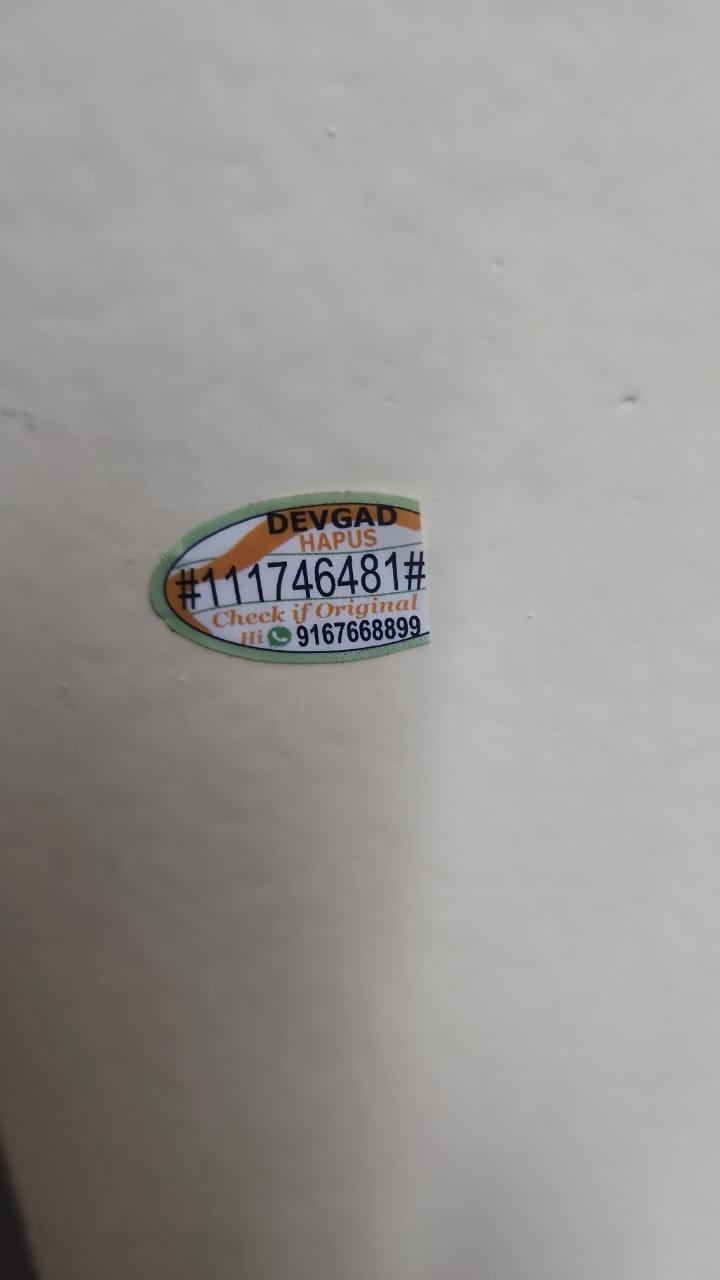 DEVGAD
HAPUS
#111746481#
Check if Original
Hi 9167668899